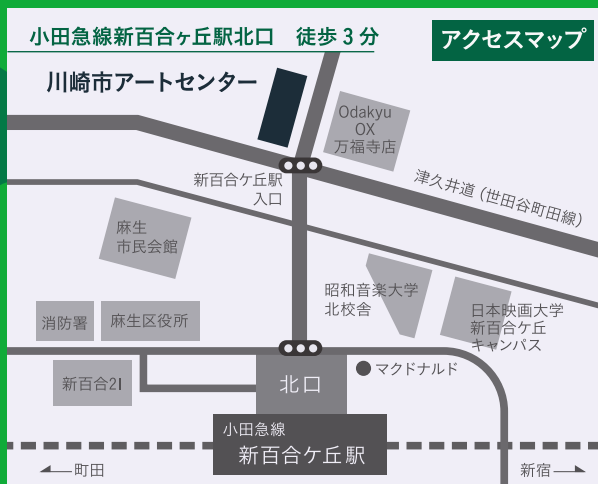 小田急線新百合ヶ丘駅北口　徒歩3分
アクセスマップ
川崎市アートセンター
Odakyu
OX
万福寺店
新百合ケ丘駅
入口
津久井道（世田谷町田線）
麻生
市民会館
昭和音楽大学
北校舎
日本映画大学
新百合ケ丘
キャンパス
消防署
麻生区役所
新百合21
北口
マクドナルド
小田急線
新百合ケ丘駅
町田
新宿